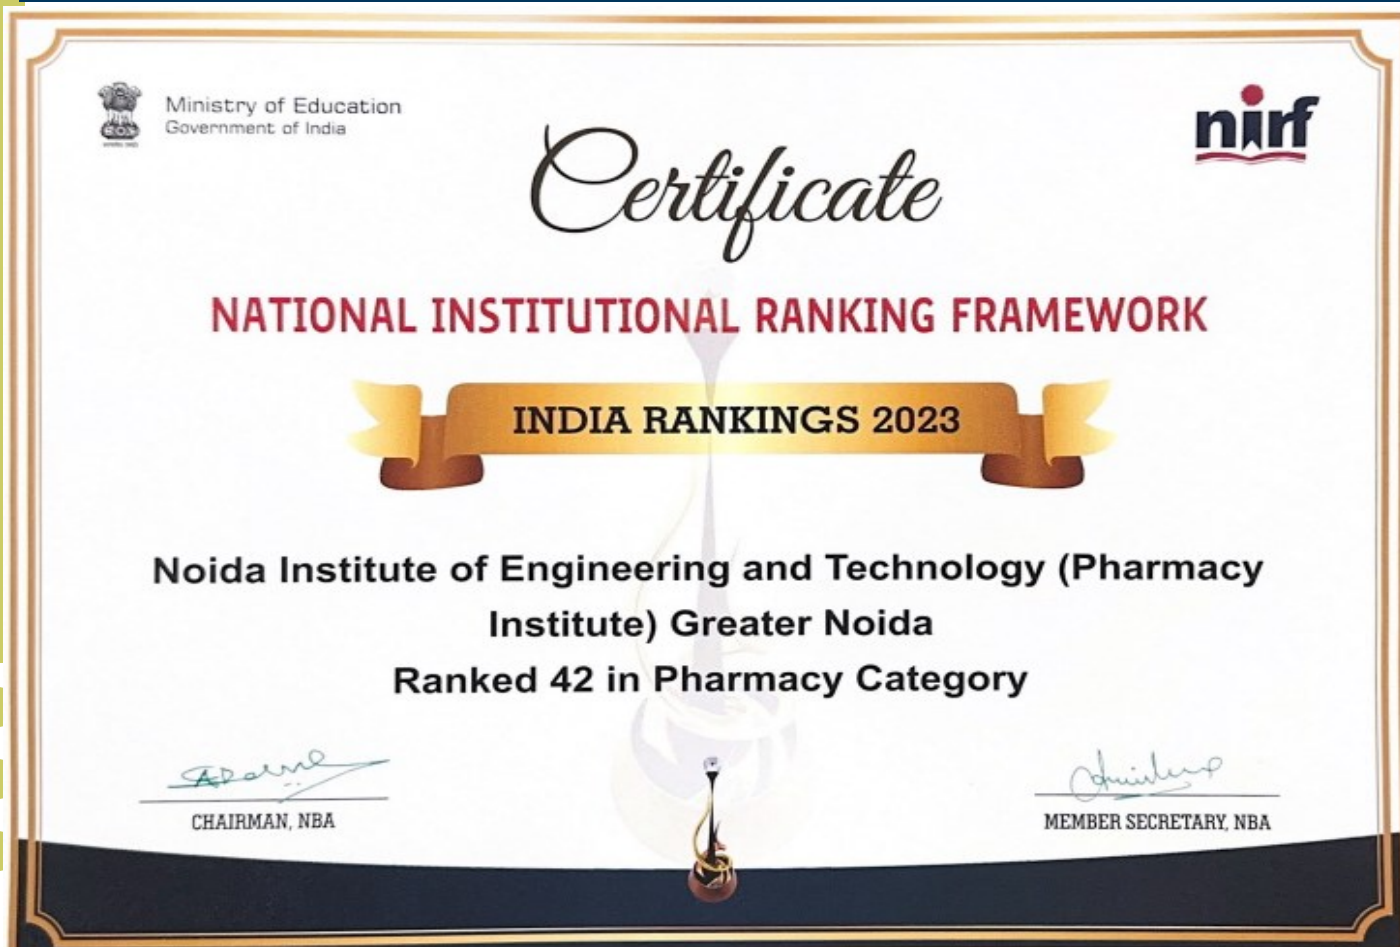 Ministry of Education
Government of India
nirf
Certificate
NATIONAL INSTITUTIONAL RANKING FRAMEWORK
INDIA RANKINGS 2023
Noida Institute of Engineering and Technology (Pharmacy
Institute) Greater Noida
Ranked 42 in Pharmacy Category
CHAIRMAN, NBA
MEMBER SECRETARY, NBA